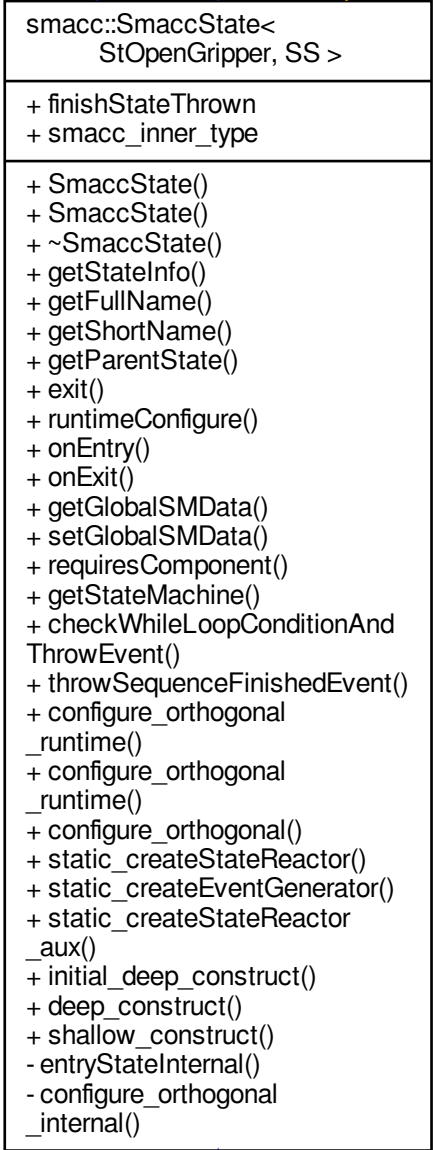 smacc::SmaccState<
StOpenGripper, SS >
+ finishStateThrown
+ smacc_inner_type
+ SmaccState()
+ SmaccState()
+ ~SmaccState()
+ getStateInfo()
+ getFullName()
+ getShortName()
+ getParentState()
+ exit()
+ runtimeConfigure()
+ onEntry()
+ onExit()
+ getGlobalSMData()
+ setGlobalSMData()
+ requiresComponent()
+ getStateMachine()
+ checkWhileLoopConditionAnd
ThrowEvent()
+ throwSequenceFinishedEvent()
+ configure_orthogonal
_runtime()
+ configure_orthogonal
_runtime()
+ configure_orthogonal()
+ static_createStateReactor()
+ static_createEventGenerator()
+ static_createStateReactor
_aux()
+ initial_deep_construct()
+ deep_construct()
+ shallow_construct()
- entryStateInternal()
- configure_orthogonal
_internal()